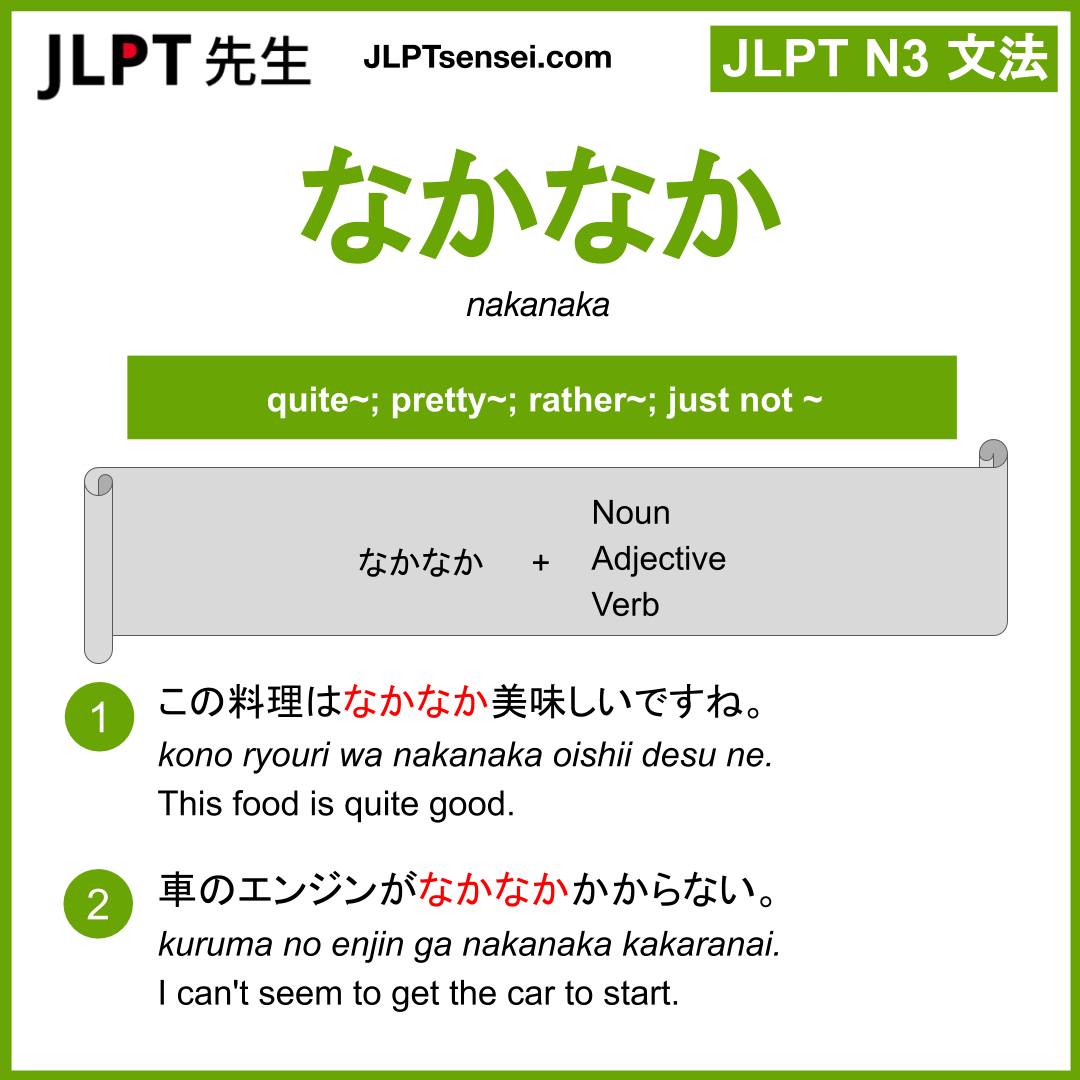 JLPT 先生
JLPTsensei.com
JLPT N3 文法
なかなか
nakanaka
quite~; pretty~; rather~; just not ~
なかなか + Noun
Adjective
Verb
1 この料理はなかなか美味しいですね。
kono ryouri wa nakanaka oishii desu ne.
This food is quite good.
2 車のエンジンがなかなかかからない。
kuruma no enjin ga nakanaka kakaranai.
I can't seem to get the car to start.